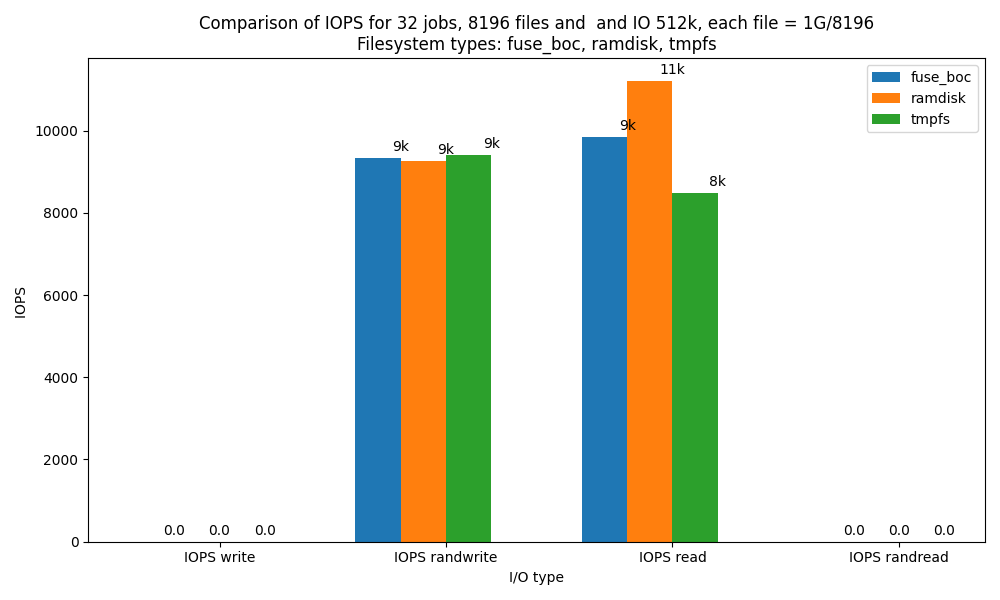 Comparison of IOPS for 32 jobs, 8196 files and  and IO 512k, each file = 1G/8196
Filesystem types: fuse_boc, ramdisk, tmpfs
fuse_boc
ramdisk
tmpfs
IOPS
10000
8000
6000
4000
2000
0
0.0 0.0 0.0
9k 9k 9k
9k 11k 8k
0.0 0.0 0.0
IOPS write IOPS randwrite IOPS read IOPS randread
I/O type